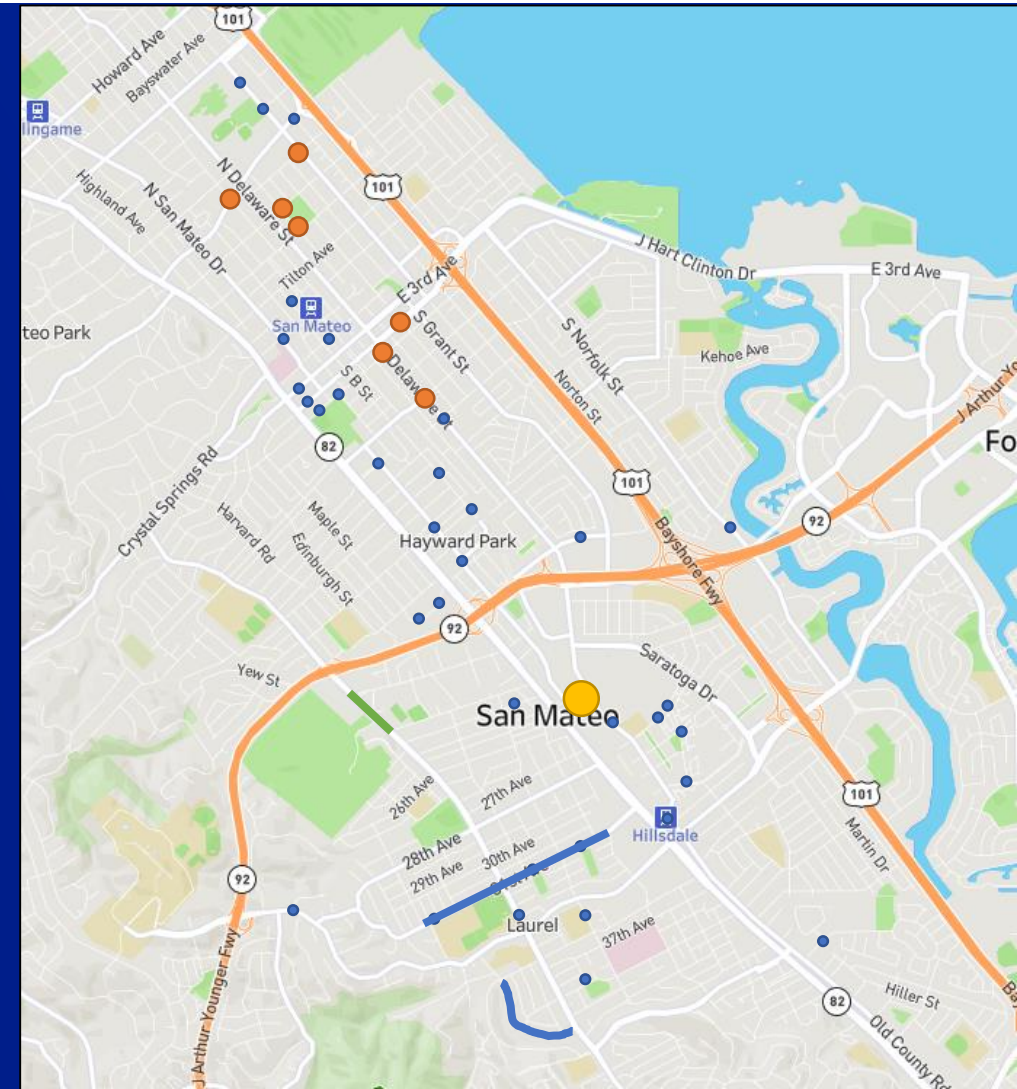 101
Howard Ave
Bayswater Ave
lingame
101
N Delaware St
Highland Ave
N San Mateo Dr
Tilton Ave
J Hart Clinton Dr
E 3rd Ave
E 3rd Ave
San Mateo
teo Park
S Grant St
S Norfolk St
Kehoe Ave
S B St
Delaware St
Norton St
J Arthur Yo
Fo
82
101
Crystal Springs Rd
Maple St
Harvard Rd
Edinburgh St
Hayward Park
92
Bayshore Fwy
92
Yew St
Saratoga Dr
San Mateo
26th Ave
27th Ave
101
Hillsdale
Martin Dr
28th Ave
30th Ave
29th Ave
92
Laurel
37th Ave
J Arthur Younger Fwy
Hiller St
82
Old County Rd
Ba